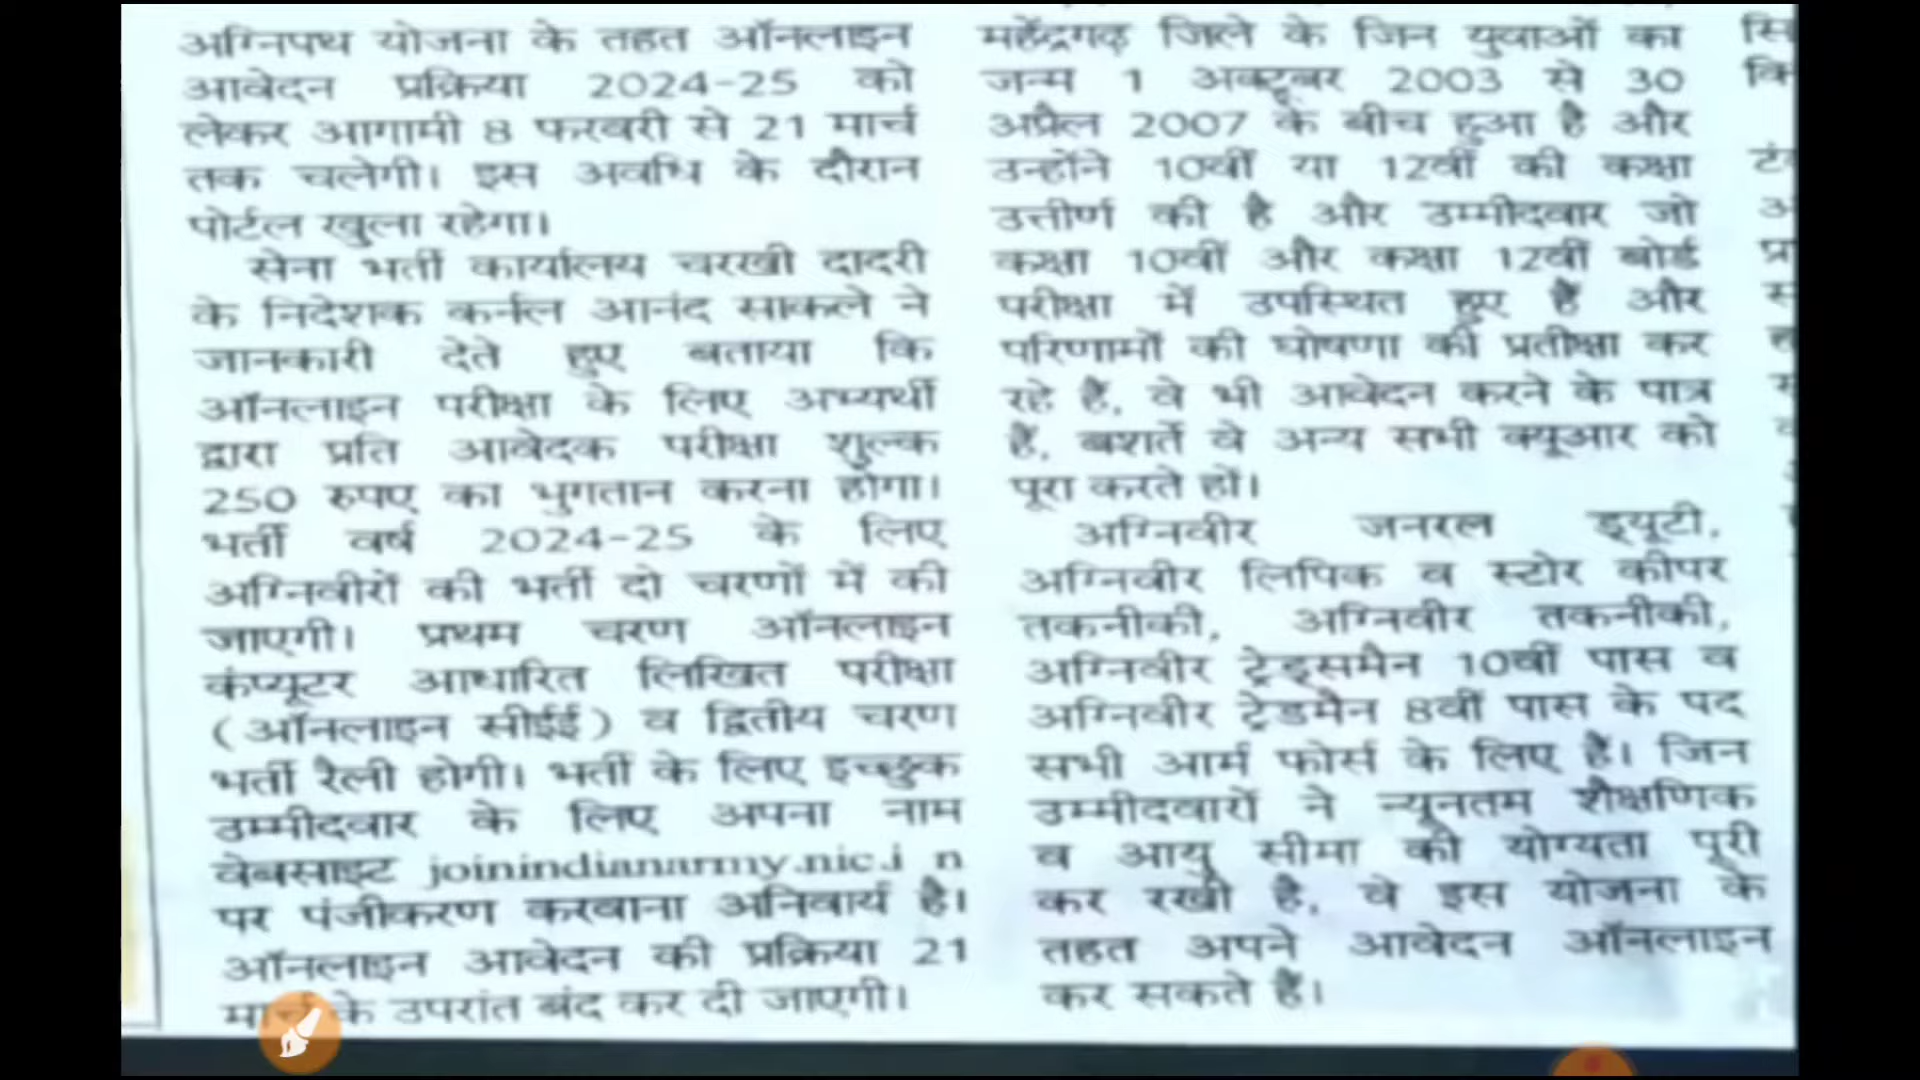 अग्निपथ योजना के तहत ऑनलाइन
आवेदन प्रक्रिया 2024-25 को
लेकर आगामी 8 फरवरी से 21 मार्च
तक चलेगी। इस अवधि के दौरान
पोर्टल खुला रहेगा।
सेना भर्ती कार्यालय चरखी दादरी
के निदेशक कर्नल आनंद साकले ने
जानकारी देते हुए बताया कि
ऑनलाइन परीक्षा के लिए अभ्यर्थी
द्वारा प्रति आवेदक परीक्षा शुल्क
250 रुपए का भुगतान करना होगा।
भर्ती वर्ष 2024-25 के लिए
अग्निवीरों की भर्ती दो चरणों में की
जाएगी। प्रथम चरण ऑनलाइन
कंप्यूटर आधारित लिखित परीक्षा
(ऑनलाइन सीईई) व द्वितीय चरण
भर्ती रैली होगी। भर्ती के लिए इच्छुक
उम्मीदवार के लिए अपना नाम
वेबसाइट joinindianarmy.nic.i n
पर पंजीकरण करवाना अनिवार्य है।
ऑनलाइन आवेदन की प्रक्रिया 21
मार्च के उपरांत बंद कर दी जाएगी।
महेंद्रगढ़ जिले के जिन युवाओं का
जन्म 1 अक्टूबर 2003 से 30
अप्रैल 2007 के बीच हुआ है और
उन्होंने 10वीं या 12वीं की कक्षा
उत्तीर्ण की है और उम्मीदवार जो
कक्षा 10वीं और कक्षा 12वीं बोर्ड
परीक्षा में उपस्थित हुए हैं और
परिणामों की घोषणा की प्रतीक्षा कर
रहे हैं, वे भी आवेदन करने के पात्र
हैं, बशर्ते वे अन्य सभी क्यूआर को
पूरा करते हों।
अग्निवीर जनरल ड्यूटी,
अग्निवीर लिपिक व स्टोर कीपर
तकनीकी, अग्निवीर तकनीकी,
अग्निवीर ट्रेड्समैन 10वीं पास व
अग्निवीर ट्रेडमैन 8वीं पास के पद
सभी आर्म फोर्स के लिए हैं। जिन
उम्मीदवारों ने न्यूनतम शैक्षणिक
व आयु सीमा की योग्यता पूरी
कर रखी है, वे इस योजना के
तहत अपने आवेदन ऑनलाइन
कर सकते हैं।